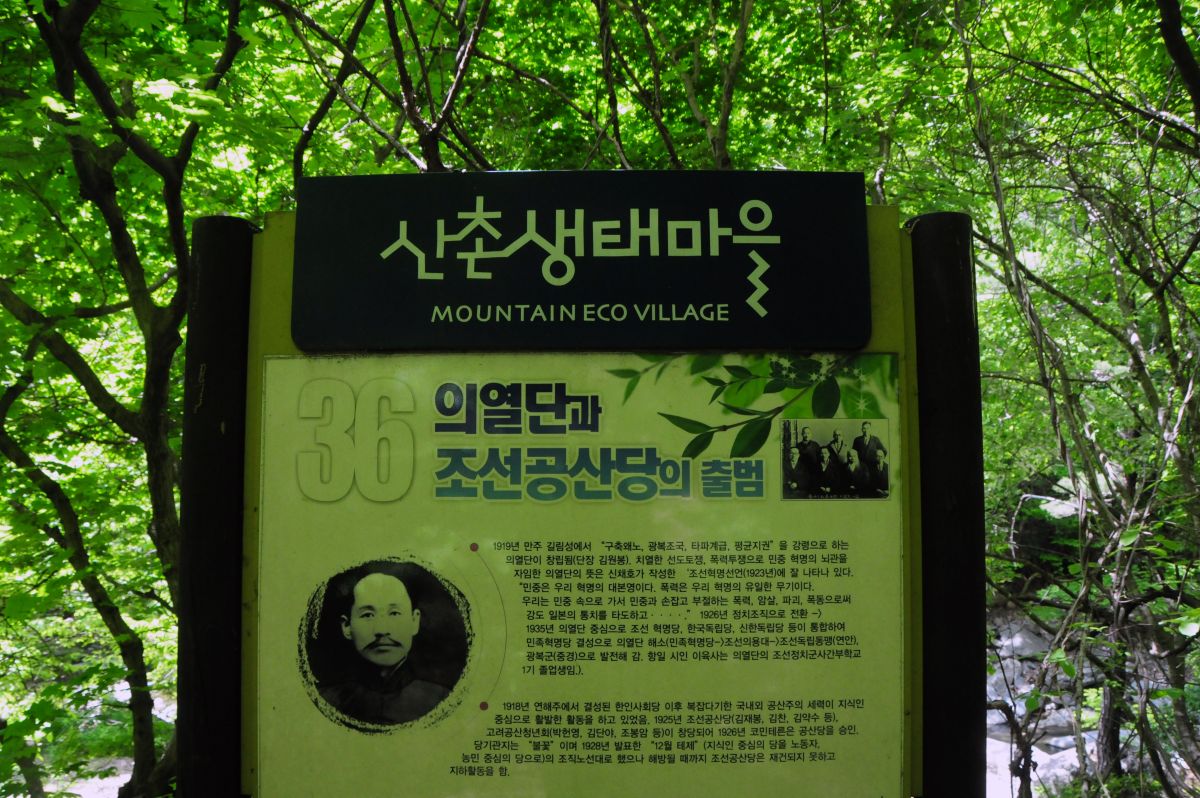 산촌생태마을
MOUNTAIN ECO VILLAGE
36 의열단과
조선공산당의 출범
1919년 만주 길림성에서 "구축왜노, 광복조국, 타파계급, 평균지권"을 강령으로 하는
의열단이 창립됨(단장 김원봉). 치열한 선도토쟁, 폭력투쟁으로 민중 혁명의 뇌관을
자임한 의열단의 뜻은 신채호가 작성한 "조선혁명선언(1923년)에 잘 나타나 있다.
"민중은 우리 혁명의 대본영이다. 폭력은 우리 혁명의 유일한 무기이다.
우리는 민중 속으로 가서 민중과 손잡고 부절하는 폭력, 암살, 파괴, 폭동으로써
강도 일본의 통치를 타도하고 · · · · ." 1926년 정치조직으로 전환 ->
1935년 의열단 중심으로 조선 혁명당, 한국독립당, 신한독립당 등이 통합하여
민족혁명당 결성으로 의열단 해소(민족혁명당->조선의용대->조선독립동맹(연안),
광복군(중경)으로 발전해 감. 항일 시인 이육사는 의열단의 조선정치군사간부학교
1기 졸업생임.).
1918년 연해주에서 결성된 한인사회당 이후 복잡다기한 국내외 공산주의 세력이 지식인
중심으로 활발한 활동을 하고 있었음. 1925년 조선공산당(김재봉, 김찬, 김약수 등),
고려공산청년회(박헌영, 김단야, 조봉암 등)이 창당되어 1926년 코민테른은 공산당을 승인.
당기관지는 "불꽃"이며 1928년 발표한 "12월 테제"(지식인 중심의 당을 노동자,
농민 중심의 당으로)의 조직노선대로 했으나 해방될 때까지 조선공산당은 재건되지 못하고
지하활동을 함.